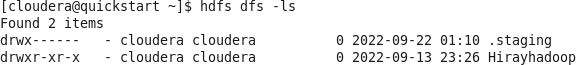 [cloudera@quickstart ~]$ hdfs dfs -ls
Found 2 items
drwx------   - cloudera cloudera          0 2022-09-22 01:10 .staging
drwxr-xr-x   - cloudera cloudera          0 2022-09-13 23:26 Hirayhadoop